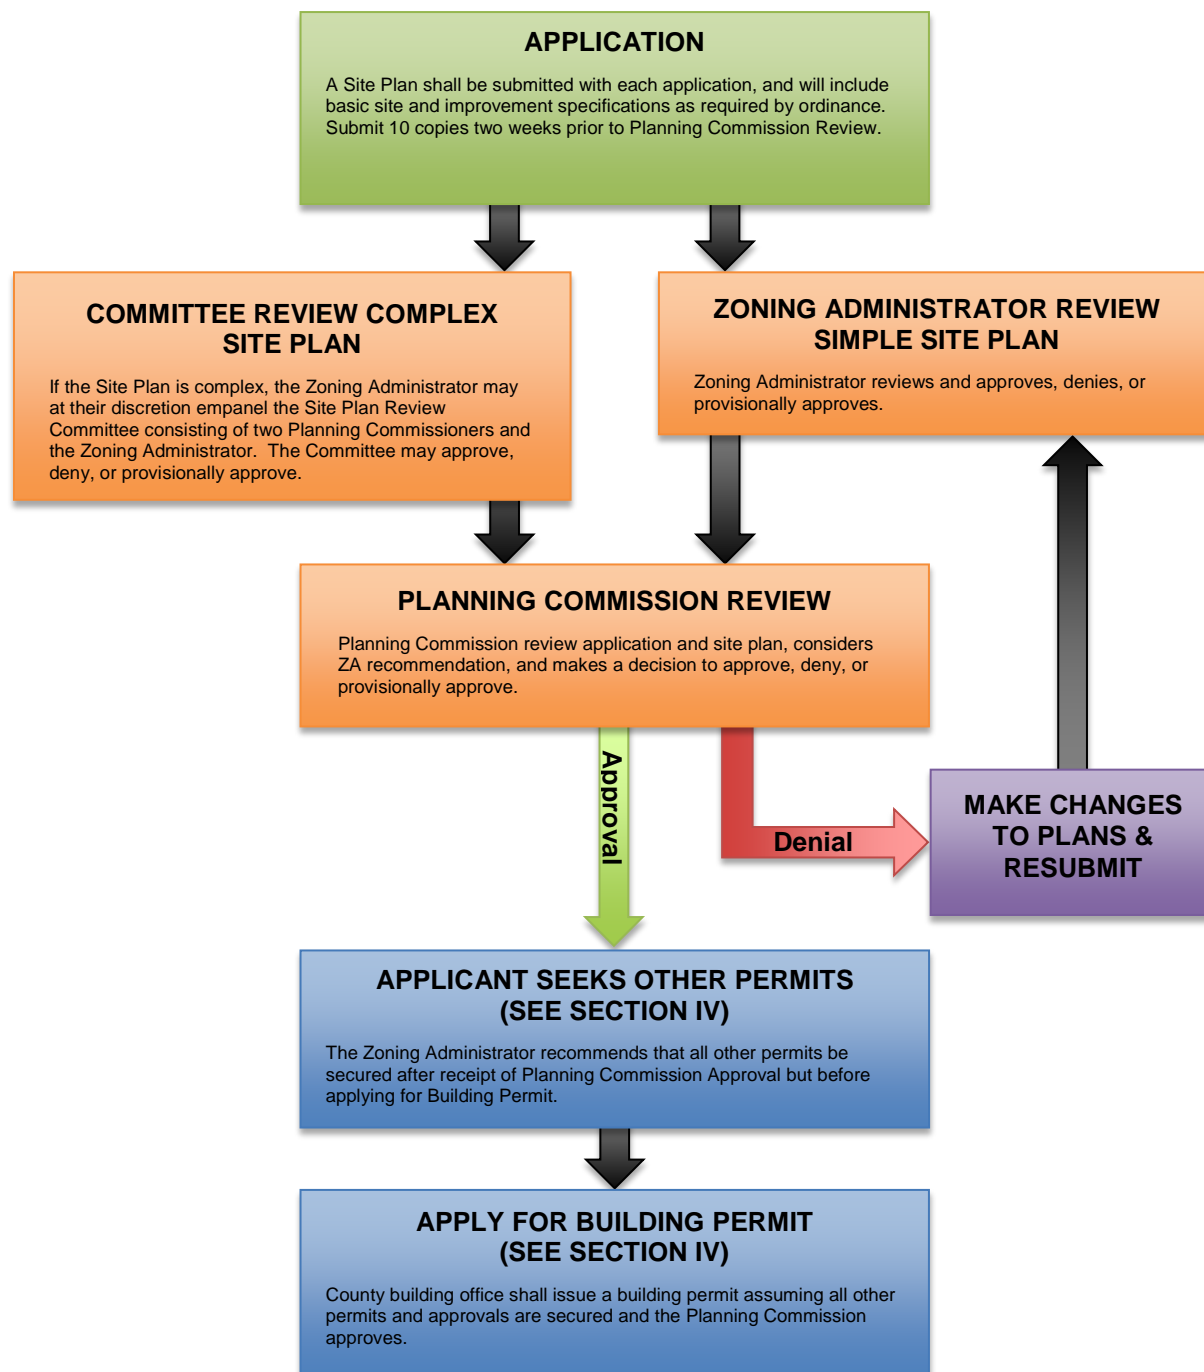 APPLICATION
A Site Plan shall be submitted with each application, and will include
basic site and improvement specifications as required by ordinance.
Submit 10 copies two weeks prior to Planning Commission Review.
COMMITTEE REVIEW COMPLEX
SITE PLAN
If the Site Plan is complex, the Zoning Administrator may
at their discretion empanel the Site Plan Review
Committee consisting of two Planning Commissioners and
the Zoning Administrator.  The Committee may approve,
deny, or provisionally approve.
ZONING ADMINISTRATOR REVIEW
SIMPLE SITE PLAN
Zoning Administrator reviews and approves, denies, or
provisionally approves.
PLANNING COMMISSION REVIEW
Planning Commission review application and site plan, considers
ZA recommendation, and makes a decision to approve, deny, or
provisionally approve.
Approval
Denial
MAKE CHANGES
TO PLANS &
RESUBMIT
APPLICANT SEEKS OTHER PERMITS
(SEE SECTION IV)
The Zoning Administrator recommends that all other permits be
secured after receipt of Planning Commission Approval but before
applying for Building Permit.
APPLY FOR BUILDING PERMIT
(SEE SECTION IV)
County building office shall issue a building permit assuming all other
permits and approvals are secured and the Planning Commission
approves.